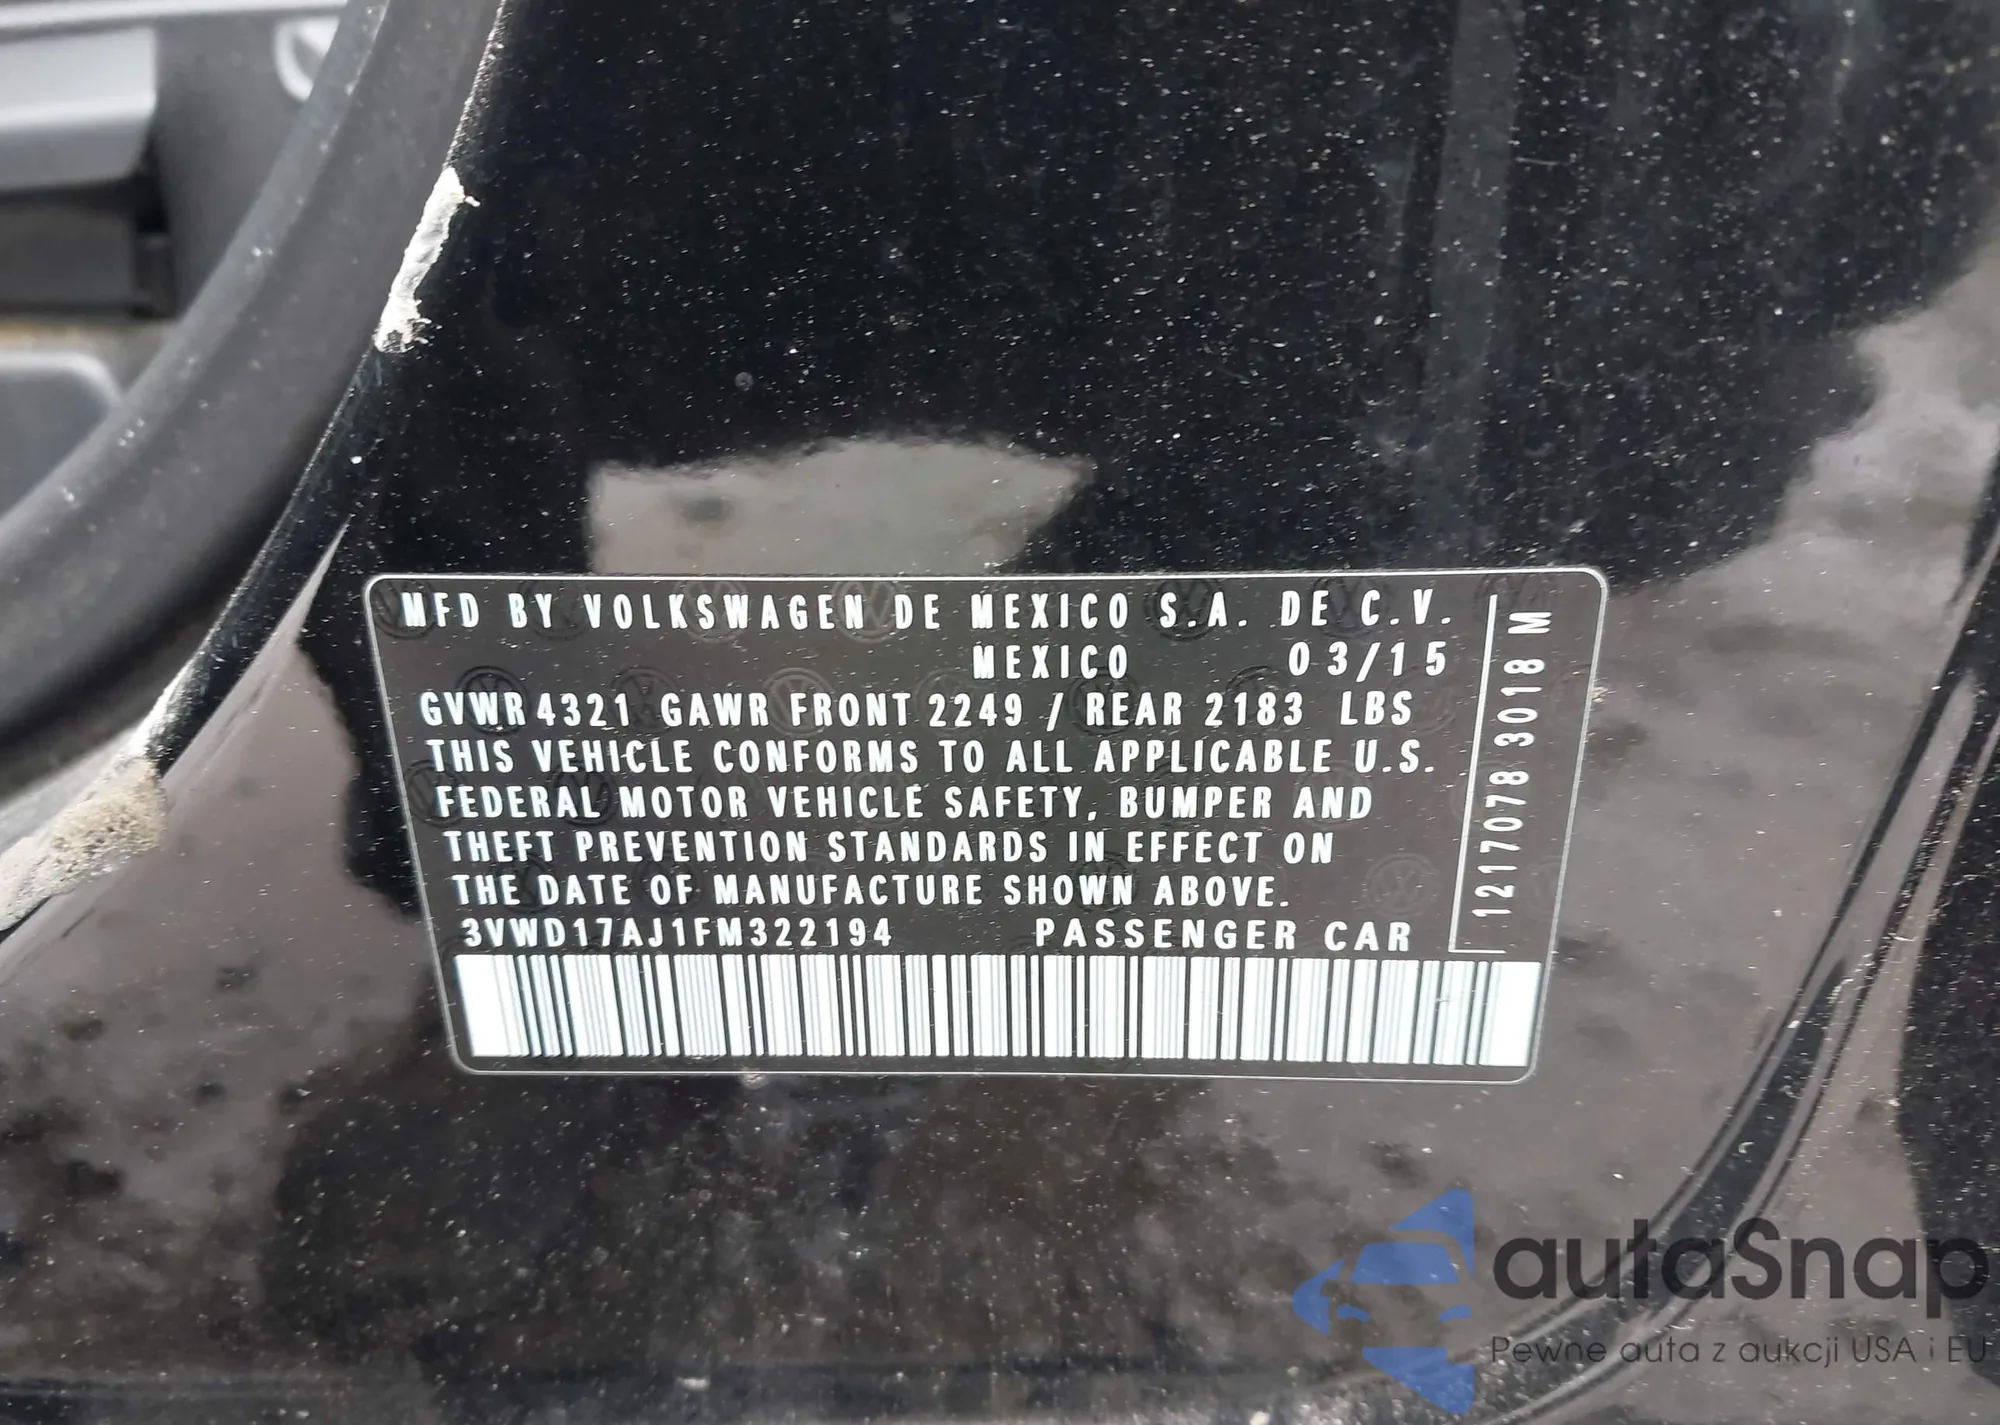 MFD BY VOLKSWAGEN DE MEXICO S.A. DE C.V.
MEXICO 03/15
GVWR 4321 GAWR FRONT 2249 / REAR 2183 LBS
THIS VEHICLE CONFORMS TO ALL APPLICABLE U.S.
FEDERAL MOTOR VEHICLE SAFETY, BUMPER AND
THEFT PREVENTION STANDARDS IN EFFECT ON
THE DATE OF MANUFACTURE SHOWN ABOVE.
3VWD17AJ1FM322194 PASSENGER CAR
1217078 3018 M
autaSnap
Pewne auta z aukcji USA i EU